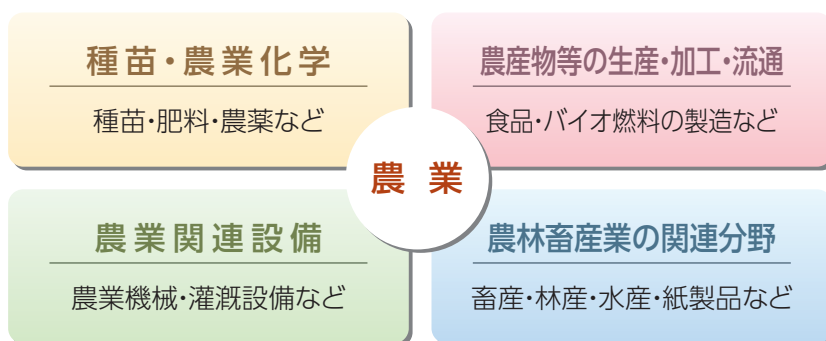 種苗・農業化学
種苗・肥料・農薬など
農産物等の生産・加工・流通
食品・バイオ燃料の製造など
農業
農業関連設備
農業機械・灌漑設備など
農林畜産業の関連分野
畜産・林産・水産・紙製品など